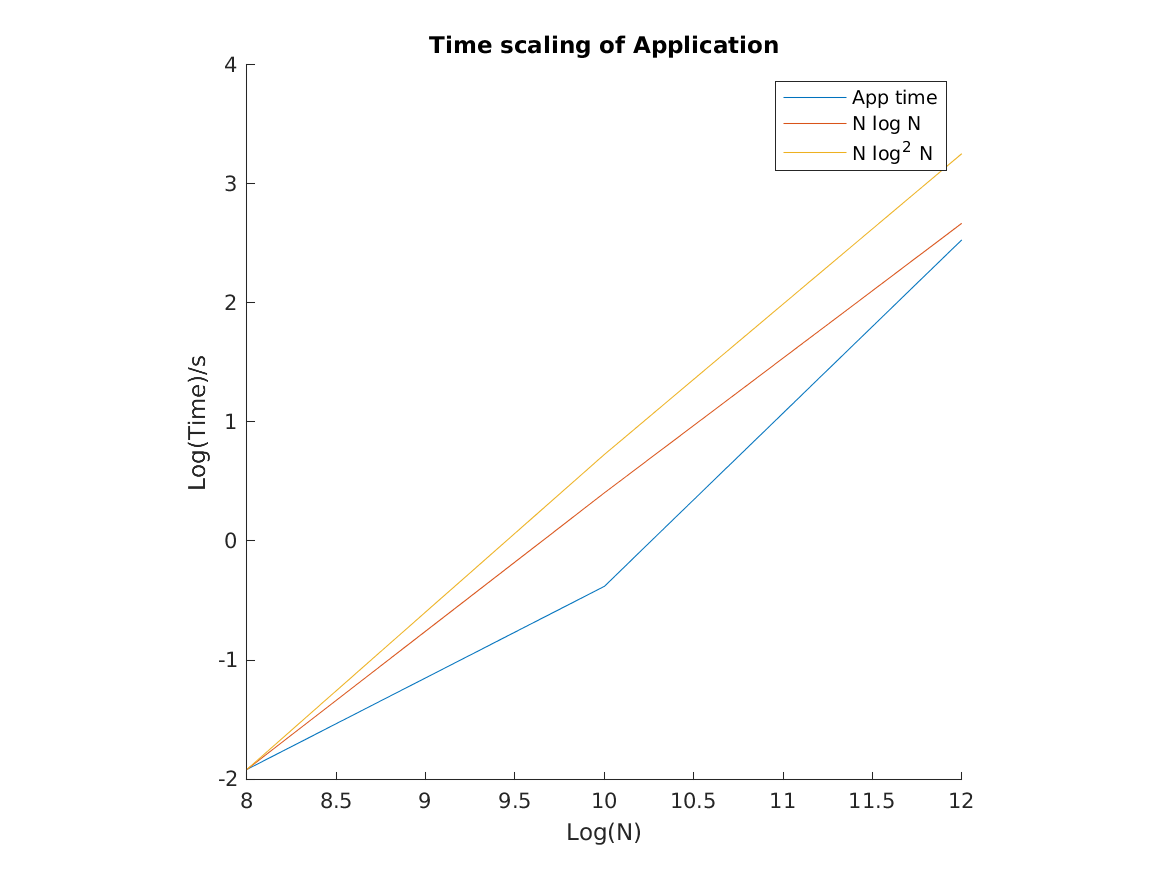 Time scaling of Application
4
3
2
1
0
-1
-2
Log(Time)/s
App time
N log N
N log² N
8 8.5 9 9.5 10 10.5 11 11.5 12
Log(N)